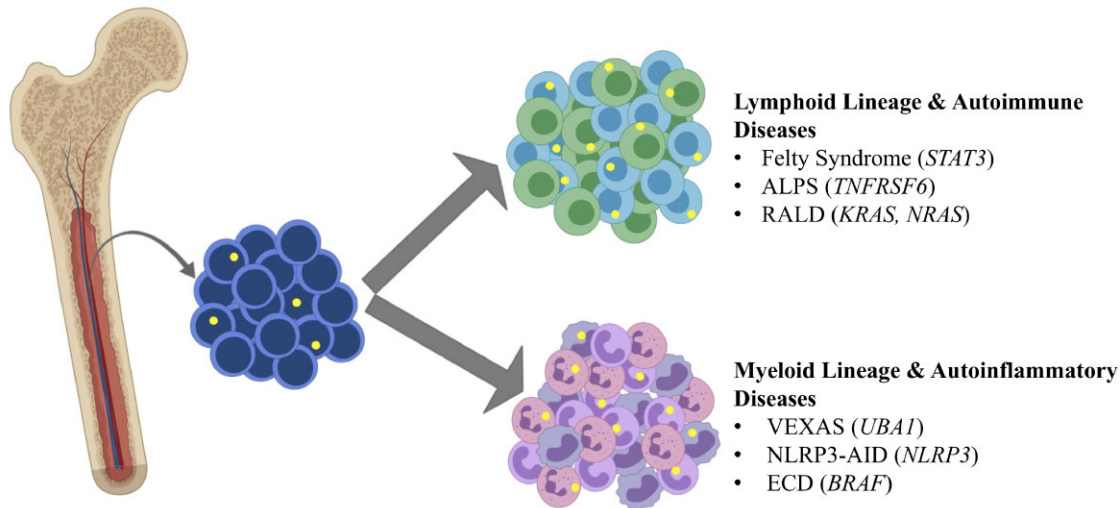 Lymphoid Lineage & Autoimmune
Diseases
• Felty Syndrome (STAT3)
• ALPS (TNFRSF6)
• RALD (KRAS, NRAS)
Myeloid Lineage & Autoinflammatory
Diseases
• VEXAS (UBA1)
• NLRP3-AID (NLRP3)
• ECD (BRAF)